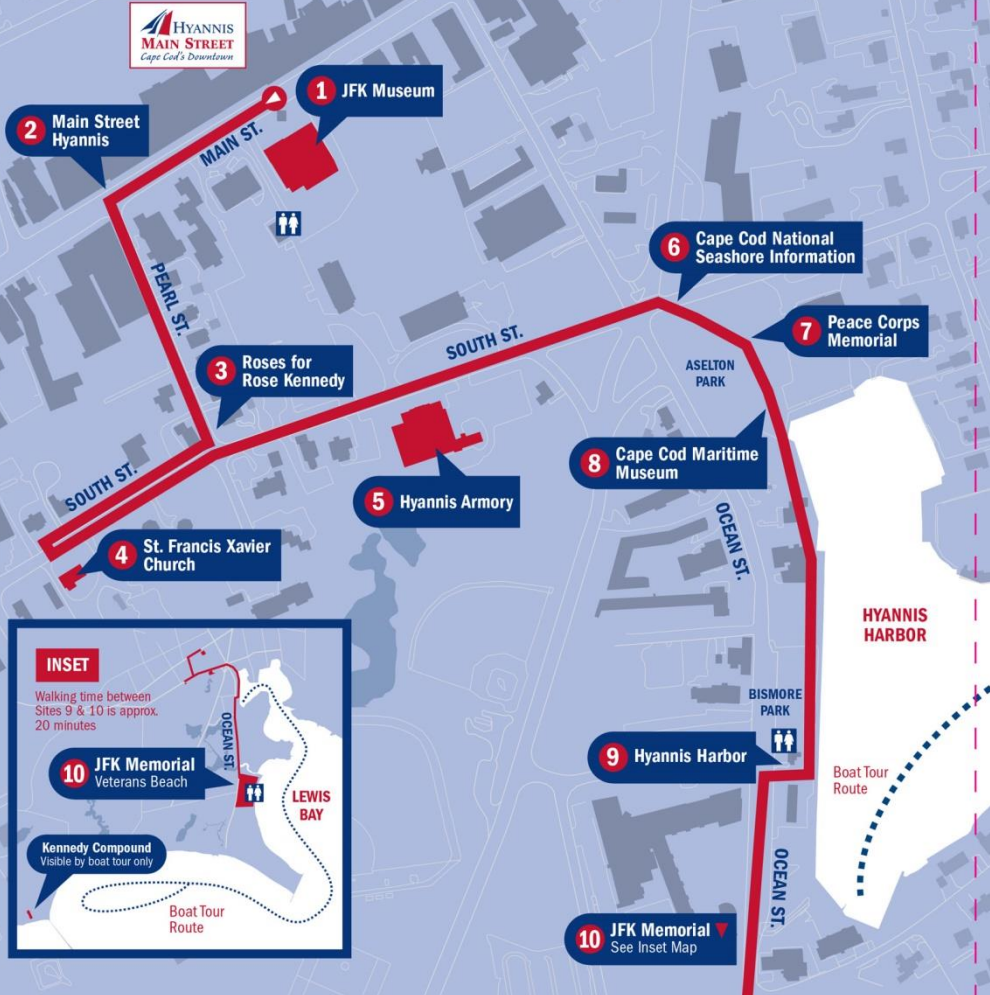 HYANNIS
MAIN STREET
Cape Cod's Downtown
1 JFK Museum
2 Main Street
Hyannis
MAIN ST.
PEARL ST.
6 Cape Cod National
Seashore Information
7 Peace Corps
Memorial
SOUTH ST.
3 Roses for
Rose Kennedy
ASELTON
PARK
8 Cape Cod Maritime
Museum
SOUTH ST.
5 Hyannis Armory
4 St. Francis Xavier
Church
OCEAN ST.
HYANNIS
HARBOR
BISMORE
PARK
9 Hyannis Harbor
Boat Tour
Route
OCEAN ST.
10 JFK Memorial
See Inset Map
INSET
Walking time between
Sites 9 & 10 is approx.
20 minutes
OCEAN ST.
10 JFK Memorial
Veterans Beach
LEWIS
BAY
Kennedy Compound
Visible by boat tour only
Boat Tour
Route